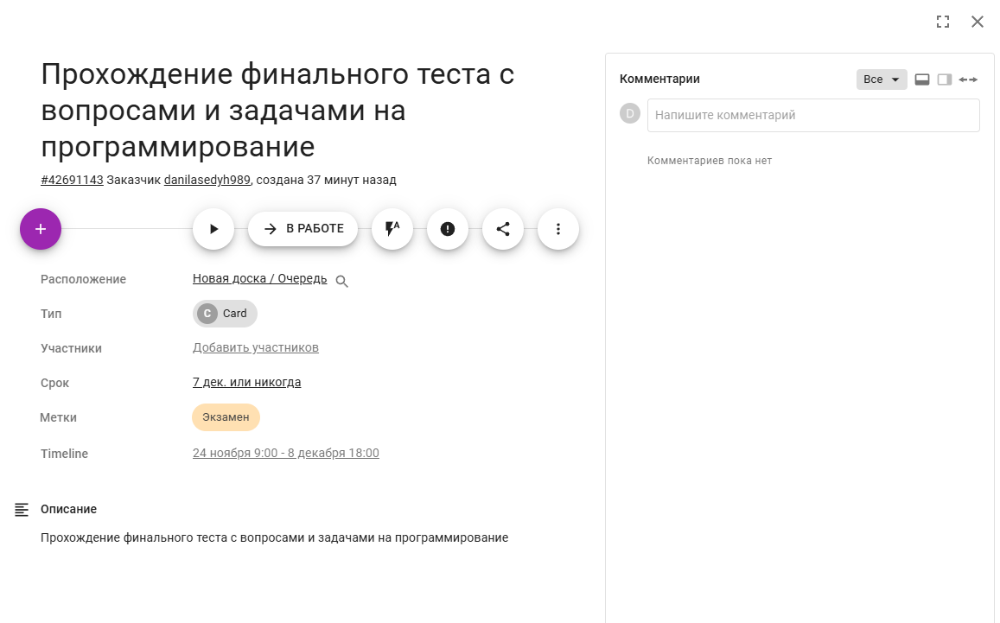 Прохождение финального теста с
вопросами и задачами на
программирование
#42691143 Заказчик danilasedyh989, создана 37 минут назад
В РАБОТЕ
A
Расположение
Новая доска / Очередь
Тип
C Card
Участники
Добавить участников
Срок
7 дек. или никогда
Метки
Экзамен
Timeline
24 ноября 9:00 - 8 декабря 18:00
Описание
Прохождение финального теста с вопросами и задачами на программирование
Комментарии
Все
D
Напишите комментарий
Комментариев пока нет